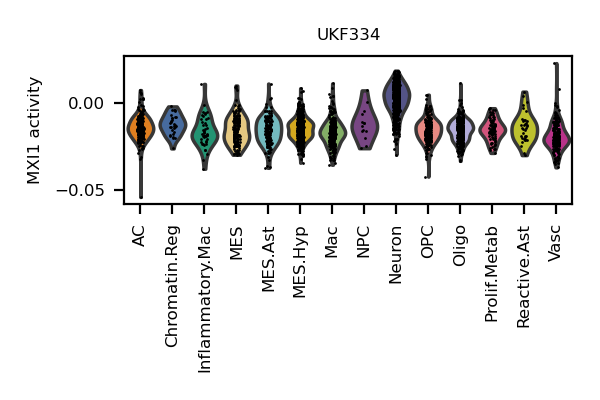 UKF334
MXI1 activity
0.00
−0.05
AC
Chromatin.Reg
Inflammatory.Mac
MES
MES.Ast
MES.Hyp
Mac
NPC
Neuron
OPC
Oligo
Prolif.Metab
Reactive.Ast
Vasc